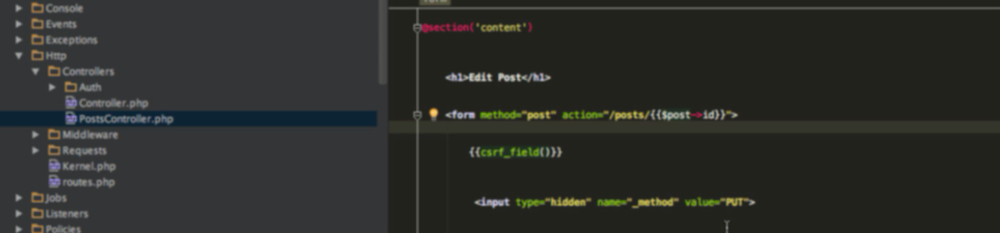 Console
Events
Exceptions
Http
Controllers
Auth
Controller.php
PostsController.php
Middleware
Requests
Kernel.php
routes.php
Jobs
Listeners
Policies
form
@section('content')
<h1>Edit Post</h1>
<form method="post" action="/posts/{{$post->id}}">
{{csrf_field()}}
<input type="hidden" name="_method" value="PUT">